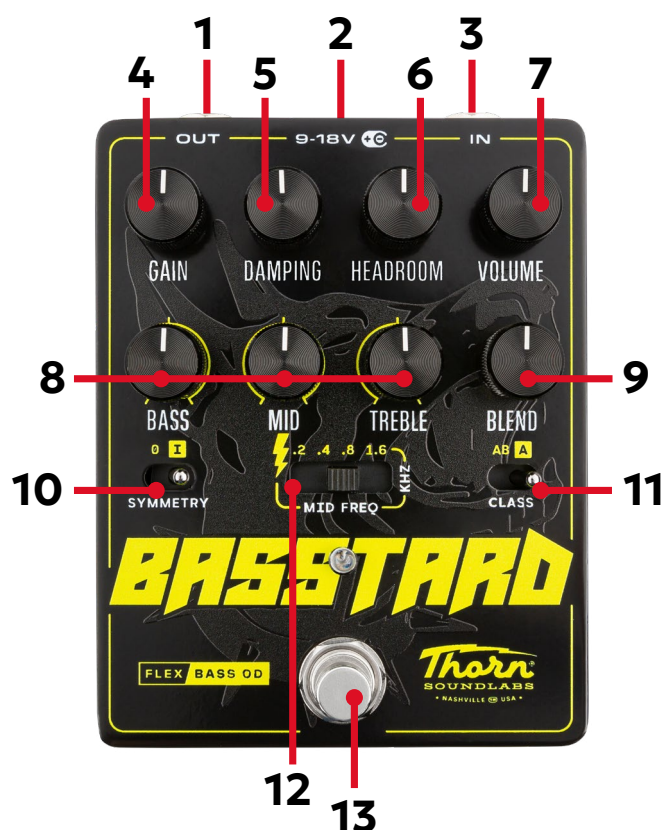 1 2 3
4 5 6 7
OUT 9-18V IN
GAIN DAMPING HEADROOM VOLUME
8 9
BASS MID TREBLE BLEND
0 I .2 .4 .8 1.6 KHZ AB A
10 11
SYMMETRY MID FREQ CLASS
BASSTARD
FLEX BASS OD
Thorn®
SOUNDLABS
• NASHVILLE USA •
12
13